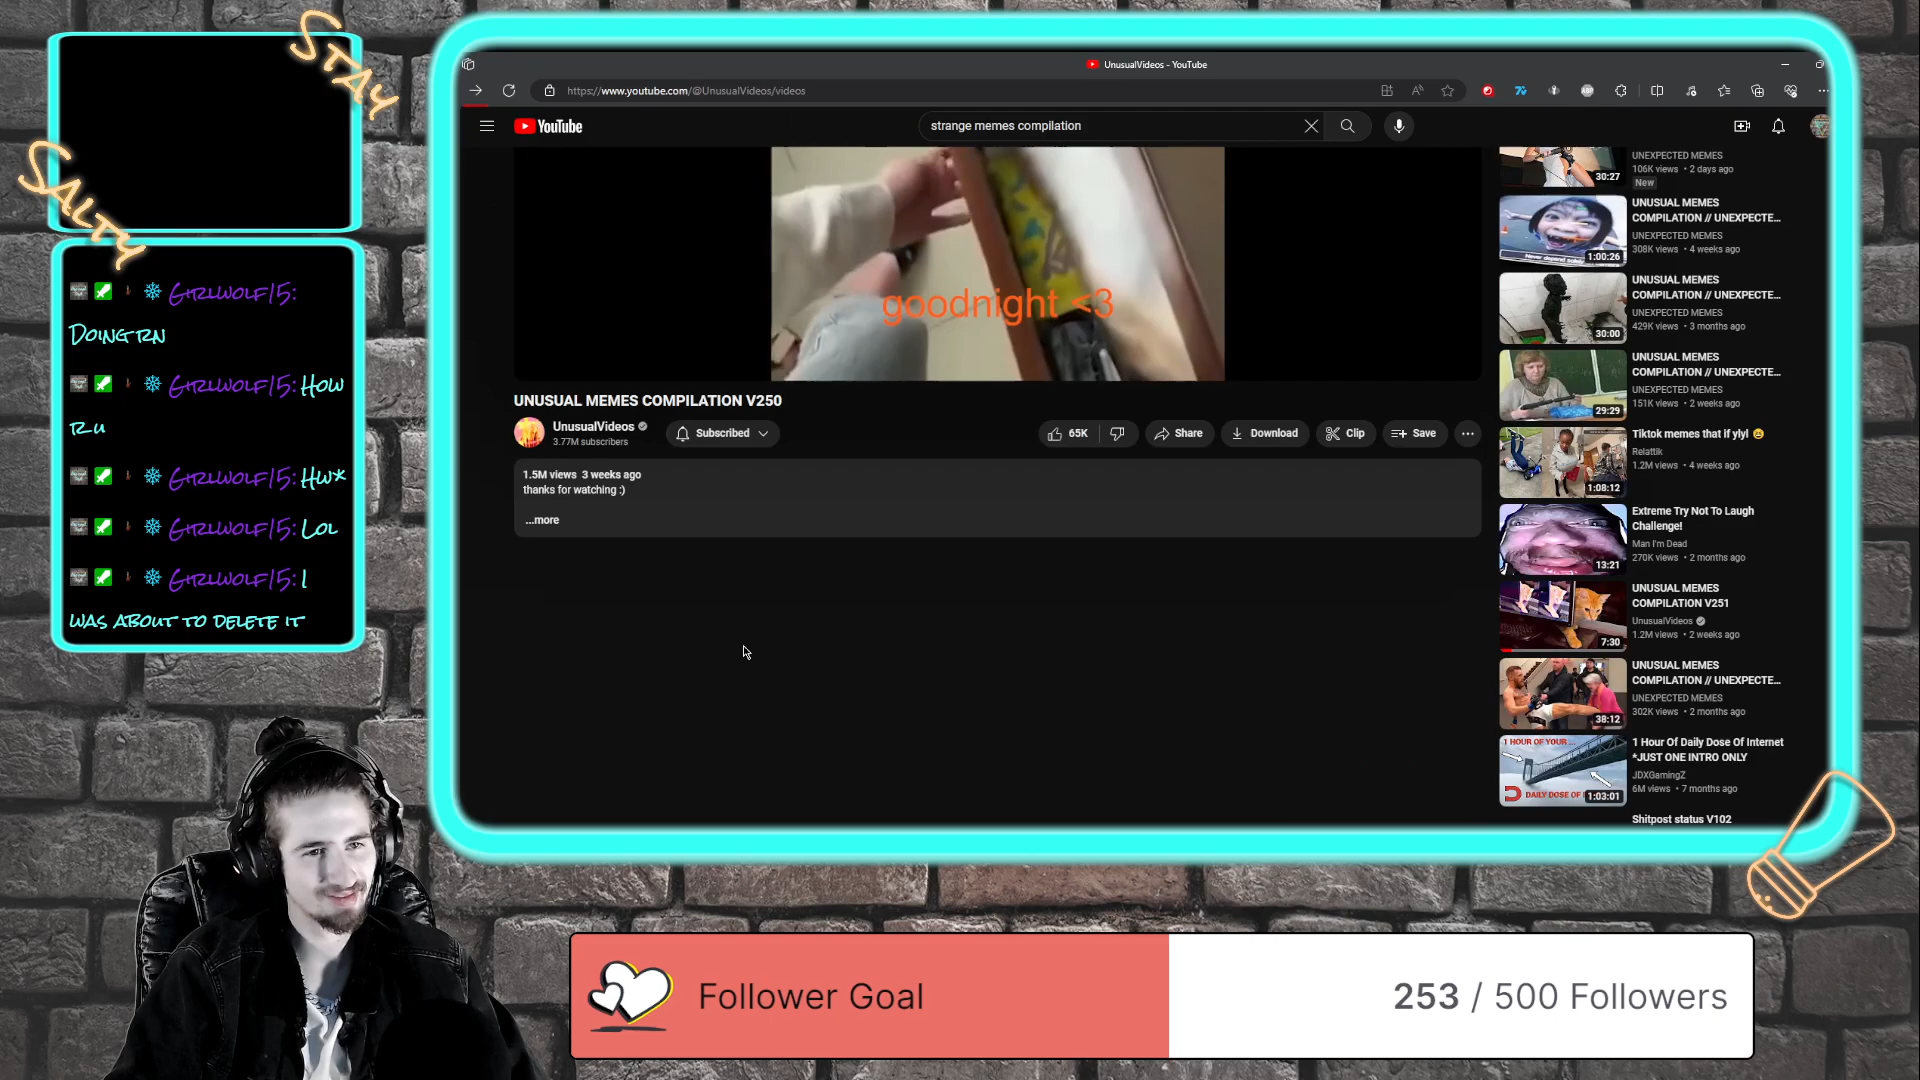 STAY
SALTY
GIRLWOLF15:
DOING RN
GIRLWOLF15: HOW
R U
GIRLWOLF15: HW*
GIRLWOLF15: LOL
GIRLWOLF15: I
WAS ABOUT TO DELETE IT
UnusualVideos - YouTube
https://www.youtube.com/@UnusualVideos/videos
YouTube
strange memes compilation
goodnight <3
UNUSUAL MEMES COMPILATION V250
UnusualVideos
3.77M subscribers
Subscribed
65K
Share
Download
Clip
Save
1.5M views 3 weeks ago
thanks for watching :)
...more
30:27
UNEXPECTED MEMES
106K views • 2 days ago
New
1:00:26
UNUSUAL MEMES
COMPILATION // UNEXPECTE...
UNEXPECTED MEMES
308K views • 4 weeks ago
30:00
UNUSUAL MEMES
COMPILATION // UNEXPECTE...
UNEXPECTED MEMES
429K views • 3 months ago
29:29
UNUSUAL MEMES
COMPILATION // UNEXPECTE...
UNEXPECTED MEMES
151K views • 2 weeks ago
1:08:12
Tiktok memes that if ylyl 😆
Relattik
1.2M views • 4 weeks ago
13:21
Extreme Try Not To Laugh
Challenge!
Man I'm Dead
270K views • 2 months ago
7:30
UNUSUAL MEMES
COMPILATION V251
UnusualVideos
1.2M views • 2 weeks ago
38:12
UNUSUAL MEMES
COMPILATION // UNEXPECTE...
UNEXPECTED MEMES
302K views • 2 months ago
1 HOUR OF YOUR
DAILY DOSE OF
1:03:01
1 Hour Of Daily Dose Of Internet
*JUST ONE INTRO ONLY
JDXGamingZ
6M views • 7 months ago
Shitpost status V102
Follower Goal
253 / 500 Followers